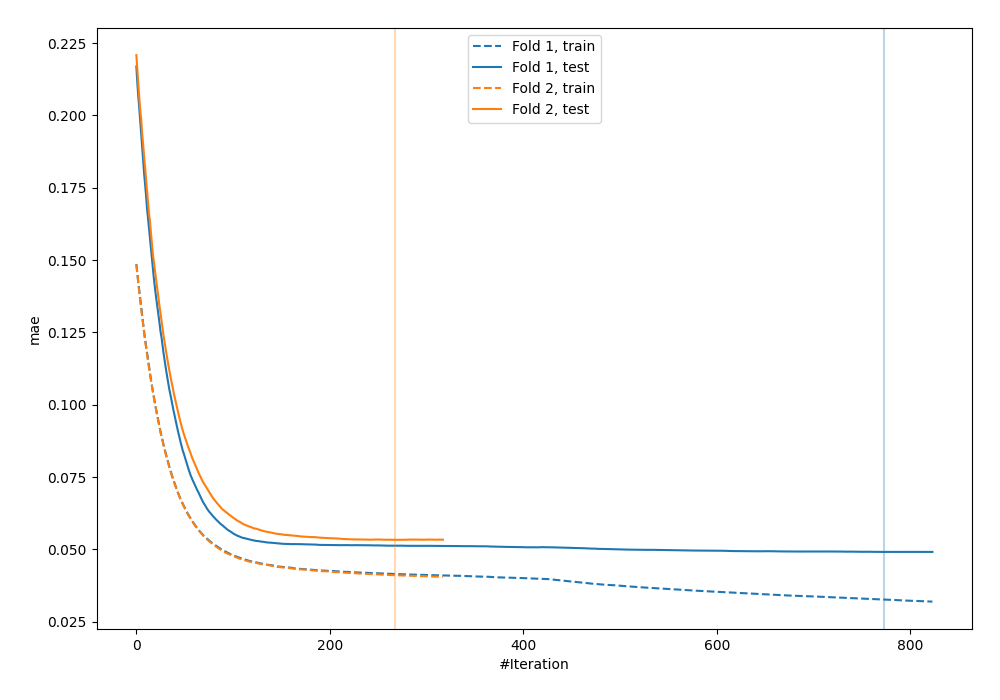 Fold 1, train
Fold 1, test
Fold 2, train
Fold 2, test
0.225
0.200
0.175
0.150
0.125
0.100
0.075
0.050
0.025
mae
0 200 400 600 800
#Iteration